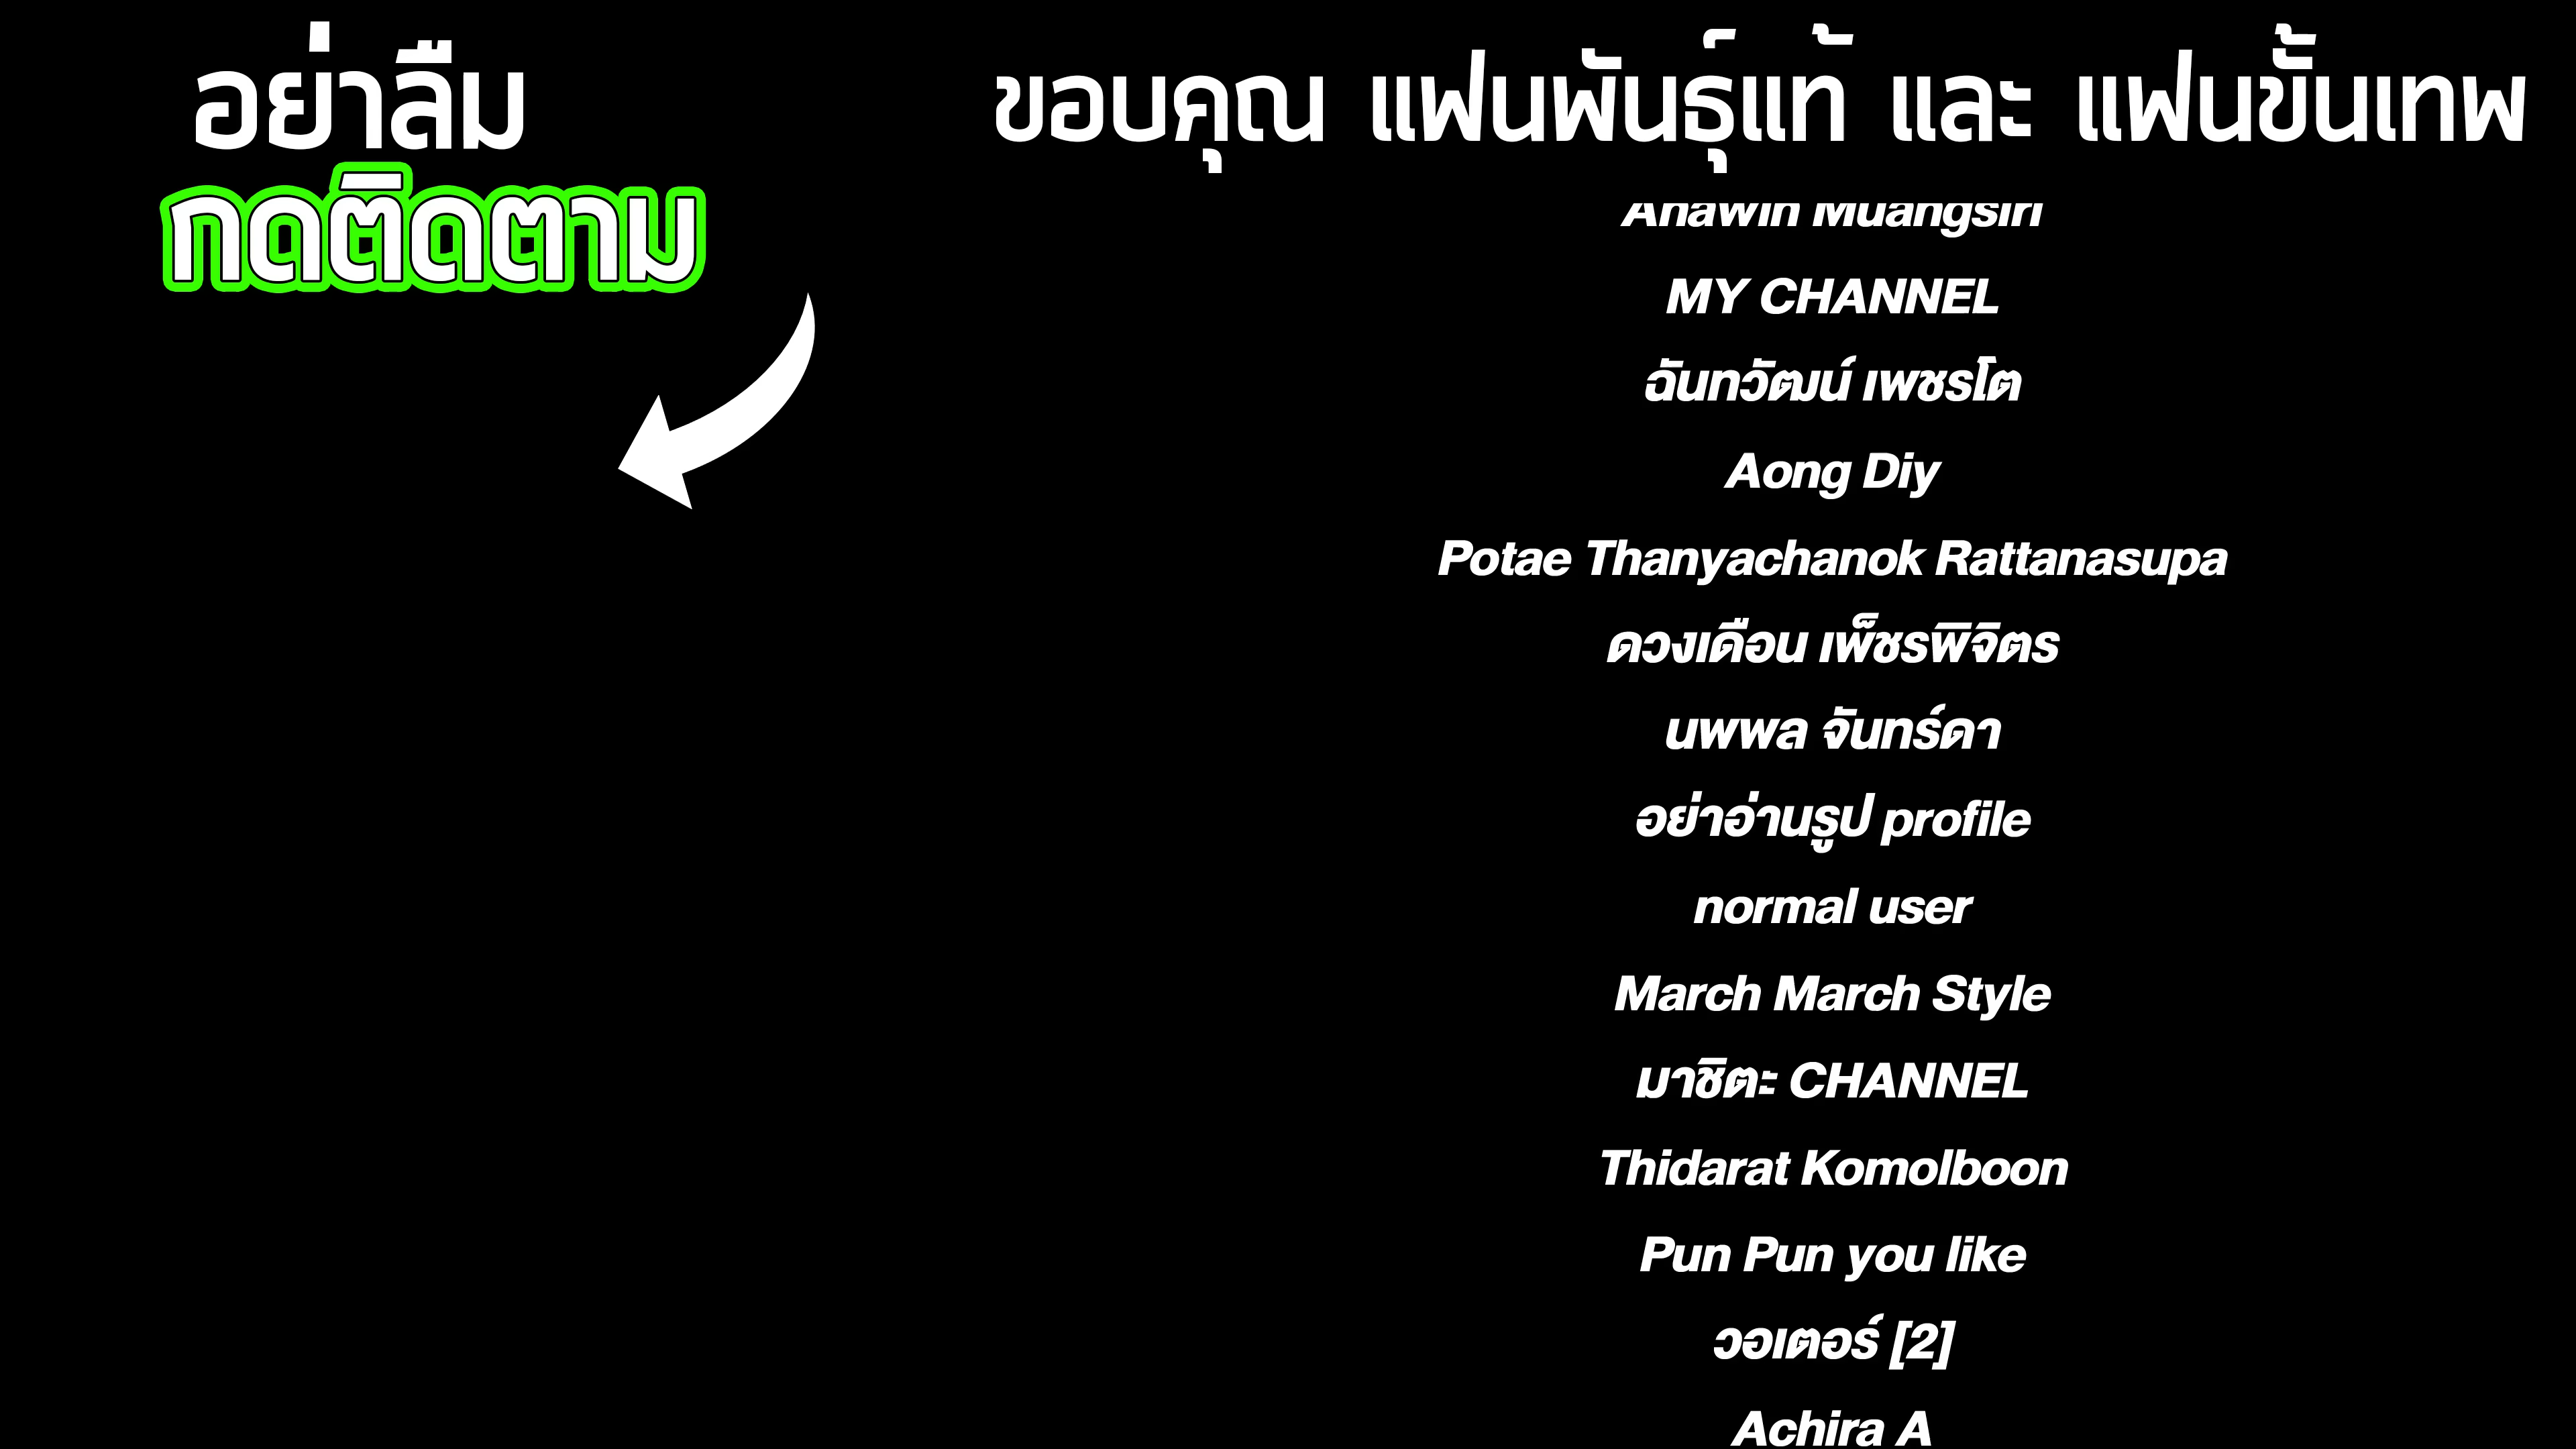 อย่าลืม
กดติดตาม
ขอบคุณ แฟนพันธุ์แท้ และ แฟนขั้นเทพ
Anawin Muangsiri
MY CHANNEL
ฉันทวัฒน์ เพชรโต
Aong Diy
Potae Thanyachanok Rattanasupa
ดวงเดือน เพ็ชรพิจิตร
นพพล จันทร์ดา
อย่าอ่านรูป profile
normal user
March March Style
มาชิตะ CHANNEL
Thidarat Komolboon
Pun Pun you like
วอเตอร์ [2]
Achira A